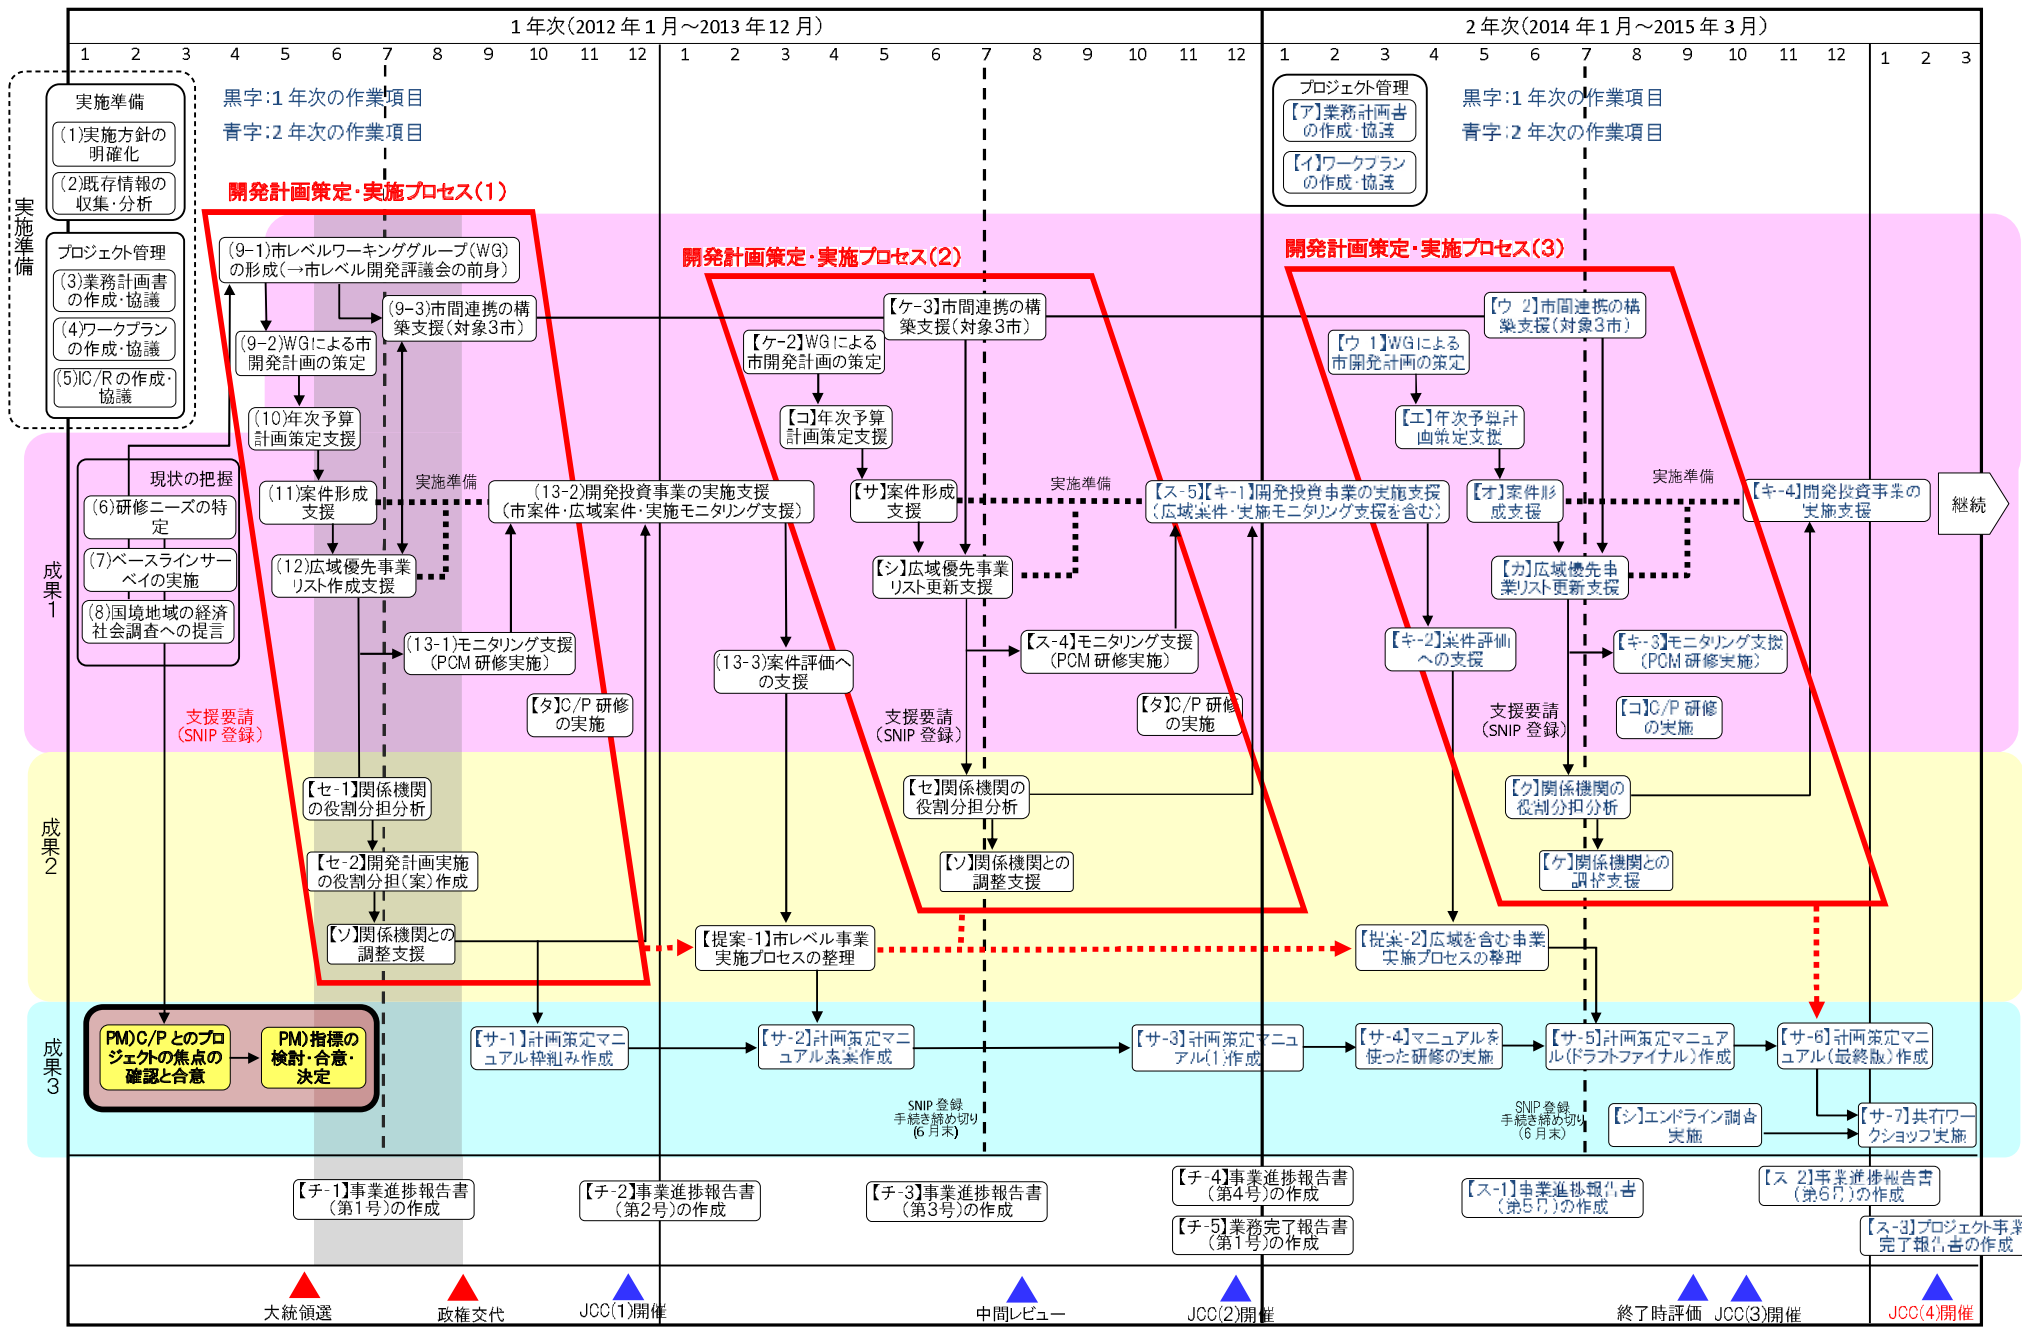 1年次(2012年1月～2013年12月)
2年次(2014年1月～2015年3月)
1 2 3 4 5 6 7 8 9 10 11 12 1 2 3 4 5 6 7 8 9 10 11 12 1 2 3 4 5 6 7 8 9 10 11 12 1 2 3
実施準備
実施準備
(1)実施方針の
明確化
(2)既存情報の
収集・分析
プロジェクト管理
(3)業務計画書
の作成・協議
(4)ワークプラン
の作成・協議
(5)IC/Rの作成・
協議
黒字:1年次の作業項目
青字:2年次の作業項目
プロジェクト管理
【ア】業務計画書
の作成・協議
【イ】ワークプラン
の作成・協議
黒字:1年次の作業項目
青字:2年次の作業項目
開発計画策定・実施プロセス(1)
(9-1)市レベルワーキンググループ(WG)
の形成(→市レベル開発評議会の前身)
(9-3)市間連携の構
築支援(対象3市)
(9-2)WGによる市
開発計画の策定
(10)年次予算
計画策定支援
(11)案件形成
支援
実施準備
(12)広域優先事業
リスト作成支援
(13-2)開発投資事業の実施支援
(市案件・広域案件・実施モニタリング支援)
(13-1)モニタリング支援
(PCM研修実施)
(13-3)案件評価へ
の支援
【タ】C/P研修
の実施
支援要請
(SNIP登録)
開発計画策定・実施プロセス(2)
【ケ-3】市間連携の構
築支援(対象3市)
【ケ-2】WGによる
市開発計画の策定
【コ】年次予算
計画策定支援
【サ】案件形成
支援
実施準備
【シ】広域優先事業
リスト更新支援
【ス-5】【キ-1】開発投資事業の実施支援
(広域案件・実施モニタリング支援を含む)
【ス-4】モニタリング支援
(PCM研修実施)
【タ】C/P研修
の実施
支援要請
(SNIP登録)
開発計画策定・実施プロセス(3)
【ウ-2】市間連携の構
築支援(対象3市)
【ウ-1】WGによる
市開発計画の策定
【エ】年次予算計
画策定支援
【オ】案件形
成支援
実施準備
【カ】広域優先事
業リスト更新支援
【キ-4】開発投資事業の
実施支援
継続
【キ-2】案件評価
への支援
【キ-3】モニタリング支援
(PCM研修実施)
【コ】C/P研修
の実施
支援要請
(SNIP登録)
成果1
現状の把握
(6)研修ニーズの特
定
(7)ベースラインサー
ベイの実施
(8)国境地域の経済
社会調査への提言
成果2
【セ-1】関係機関
の役割分担分析
【セ-2】開発計画実施
の役割分担(案)作成
【ソ】関係機関との
調整支援
【提案-1】市レベル事業
実施プロセスの整理
【セ】関係機関の
役割分担分析
【ソ】関係機関との
調整支援
【提案-2】広域を含む事業
実施プロセスの整理
【ク】関係機関の
役割分担分析
【ケ】関係機関との
調整支援
成果3
PM)C/Pとのプロ
ジェクトの焦点の
確認と合意
PM)指標の
検討・合意・
決定
【サ-1】計画策定マニ
ュアル枠組み作成
【サ-2】計画策定マニ
ュアル素案作成
【サ-3】計画策定マニュ
アル(1)作成
【サ-4】マニュアルを
使った研修の実施
【サ-5】計画策定マニュア
ル(ドラフトファイナル)作成
【サ-6】計画策定マニ
ュアル(最終版)作成
SNIP登録
手続き締め切り
(6月末)
SNIP登録
手続き締め切り
(6月末)
【シ】エンドライン調査
実施
【サ-7】共有ワー
クショップ実施
【チ-1】事業進捗報告書
(第1号)の作成
【チ-2】事業進捗報告書
(第2号)の作成
【チ-3】事業進捗報告書
(第3号)の作成
【チ-4】事業進捗報告書
(第4号)の作成
【チ-5】業務完了報告書
(第1号)の作成
【ス-1】事業進捗報告書
(第5号)の作成
【ス-2】事業進捗報告書
(第6号)の作成
【ス-3】プロジェクト事業
完了報告書の作成
大統領選
政権交代
JCC(1)開催
中間レビュー
JCC(2)開催
終了時評価
JCC(3)開催
JCC(4)開催